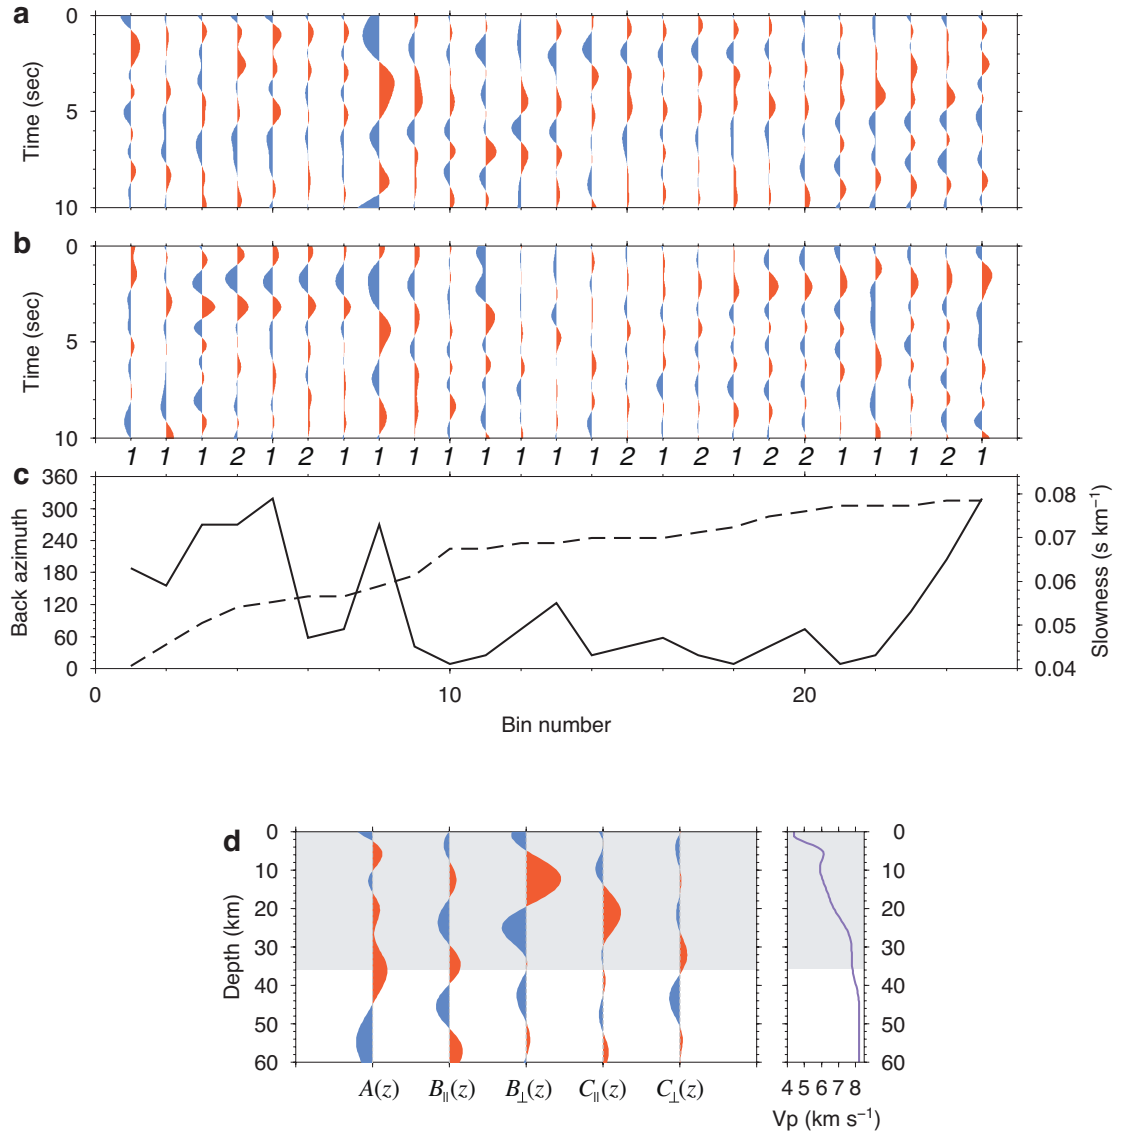 a
0
5
10
Time (sec)
b
0
5
10
Time (sec)
1 1 1 2 1 2 1 1 1 1 1 1 1 1 2 1 2 1 2 2 1 1 1 2 1
c
360
300
240
180
120
60
0
Back azimuth
0.08
0.07
0.06
0.05
0.04
Slowness (s km⁻¹)
0 10 20
Bin number
d
0 0
10 10
20 20
30 30
40 40
50 50
60 60
Depth (km)
A(z) B∥(z) B⊥(z) C∥(z) C⊥(z) 4 5 6 7 8
Vp (km s⁻¹)